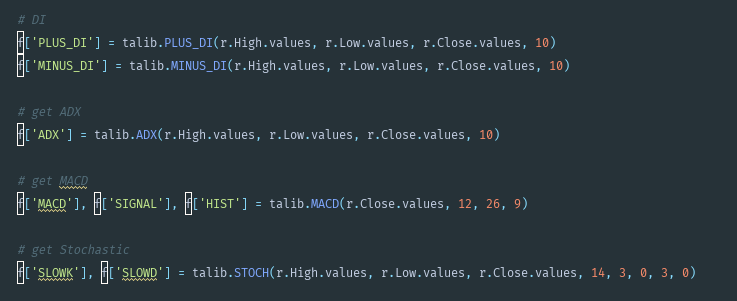 # DI
f['PLUS_DI'] = talib.PLUS_DI(r.High.values, r.Low.values, r.Close.values, 10)
f['MINUS_DI'] = talib.MINUS_DI(r.High.values, r.Low.values, r.Close.values, 10)
# get ADX
f['ADX'] = talib.ADX(r.High.values, r.Low.values, r.Close.values, 10)
# get MACD
f['MACD'], f['SIGNAL'], f['HIST'] = talib.MACD(r.Close.values, 12, 26, 9)
# get Stochastic
f['SLOWK'], f['SLOWD'] = talib.STOCH(r.High.values, r.Low.values, r.Close.values, 14, 3, 0, 3, 0)